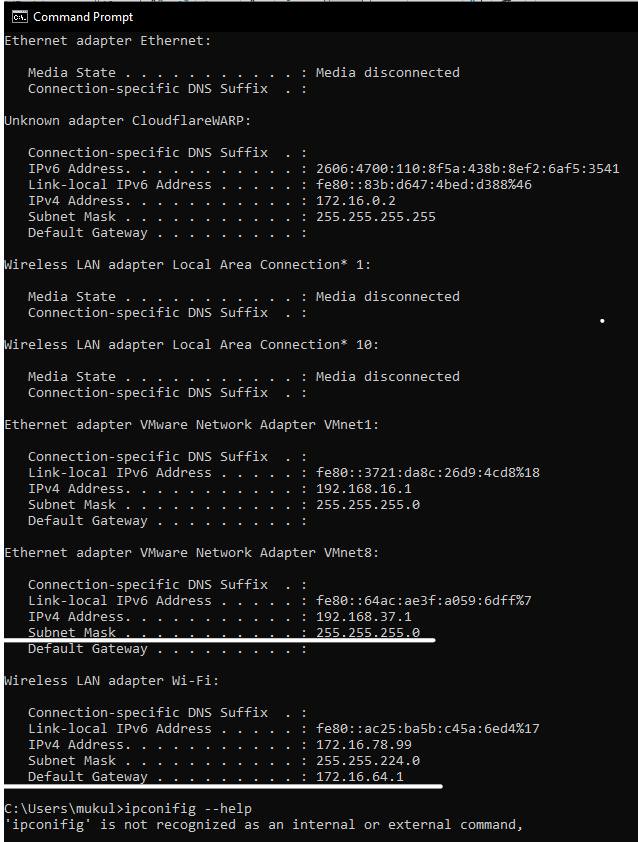 Command Prompt
Ethernet adapter Ethernet:
Media State . . . . . . . . . . . : Media disconnected
Connection-specific DNS Suffix  . :
Unknown adapter CloudflareWARP:
Connection-specific DNS Suffix  . :
IPv6 Address. . . . . . . . . . . : 2606:4700:110:8f5a:438b:8ef2:6af5:3541
Link-local IPv6 Address . . . . . : fe80::83b:d647:4bed:d388%46
IPv4 Address. . . . . . . . . . . : 172.16.0.2
Subnet Mask . . . . . . . . . . . : 255.255.255.255
Default Gateway . . . . . . . . . :
Wireless LAN adapter Local Area Connection* 1:
Media State . . . . . . . . . . . : Media disconnected
Connection-specific DNS Suffix  . :
Wireless LAN adapter Local Area Connection* 10:
Media State . . . . . . . . . . . : Media disconnected
Connection-specific DNS Suffix  . :
Ethernet adapter VMware Network Adapter VMnet1:
Connection-specific DNS Suffix  . :
Link-local IPv6 Address . . . . . : fe80::3721:da8c:26d9:4cd8%18
IPv4 Address. . . . . . . . . . . : 192.168.16.1
Subnet Mask . . . . . . . . . . . : 255.255.255.0
Default Gateway . . . . . . . . . :
Ethernet adapter VMware Network Adapter VMnet8:
Connection-specific DNS Suffix  . :
Link-local IPv6 Address . . . . . : fe80::64ac:ae3f:a059:6dff%7
IPv4 Address. . . . . . . . . . . : 192.168.37.1
Subnet Mask . . . . . . . . . . . : 255.255.255.0
Default Gateway . . . . . . . . . :
Wireless LAN adapter Wi-Fi:
Connection-specific DNS Suffix  . :
Link-local IPv6 Address . . . . . : fe80::ac25:ba5b:c45a:6ed4%17
IPv4 Address. . . . . . . . . . . : 172.16.78.99
Subnet Mask . . . . . . . . . . . : 255.255.224.0
Default Gateway . . . . . . . . . : 172.16.64.1
C:\Users\mukul>ipconifig --help
'ipconifig' is not recognized as an internal or external command,